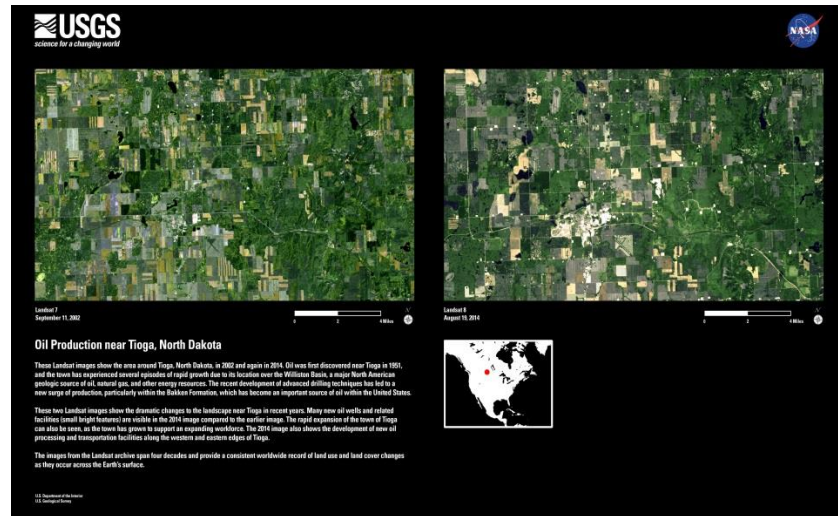 USGS
science for a changing world
NASA
Landsat 7
September 11, 2002
0 2 4 Miles
N
Landsat 8
August 19, 2014
0 2 4 Miles
N
Oil Production near Tioga, North Dakota
These Landsat images show the area around Tioga, North Dakota, in 2002 and again in 2014. Oil was first discovered near Tioga in 1951,
and the town has experienced several episodes of rapid growth due to its location over the Williston Basin, a major North American
geologic source of oil, natural gas, and other energy resources. The recent development of advanced drilling techniques has led to a
new surge of production, particularly within the Bakken Formation, which has become an important source of oil within the United States.
These two Landsat images show the dramatic changes to the landscape near Tioga in recent years. Many new oil wells and related
facilities (small bright features) are visible in the 2014 image compared to the earlier image. The rapid expansion of the town of Tioga
can also be seen, as the town has grown to support an expanding workforce. The 2014 image also shows the development of new oil
processing and transportation facilities along the western and eastern edges of Tioga.
The images from the Landsat archive span four decades and provide a consistent worldwide record of land use and land cover changes
as they occur across the Earth's surface.
U.S. Department of the Interior
U.S. Geological Survey